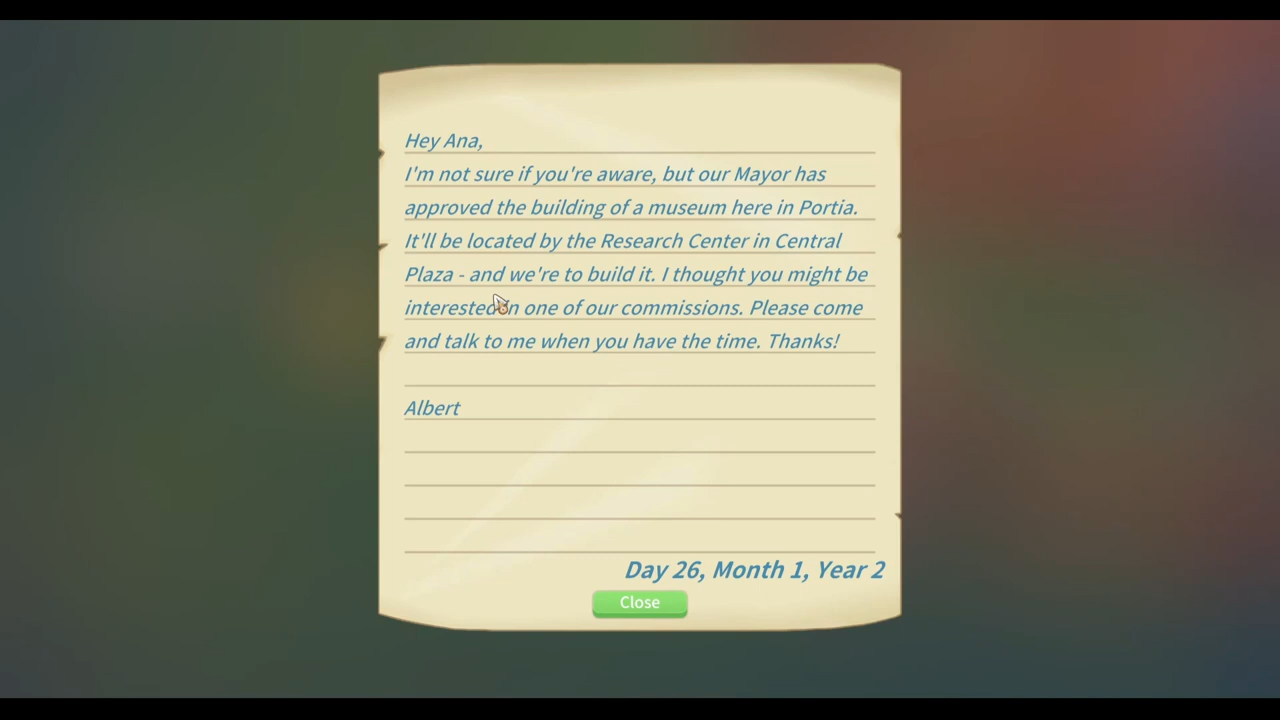 Hey Ana,
I'm not sure if you're aware, but our Mayor has
approved the building of a museum here in Portia.
It'll be located by the Research Center in Central
Plaza - and we're to build it. I thought you might be
interested in one of our commissions. Please come
and talk to me when you have the time. Thanks!
Albert
Day 26, Month 1, Year 2
Close